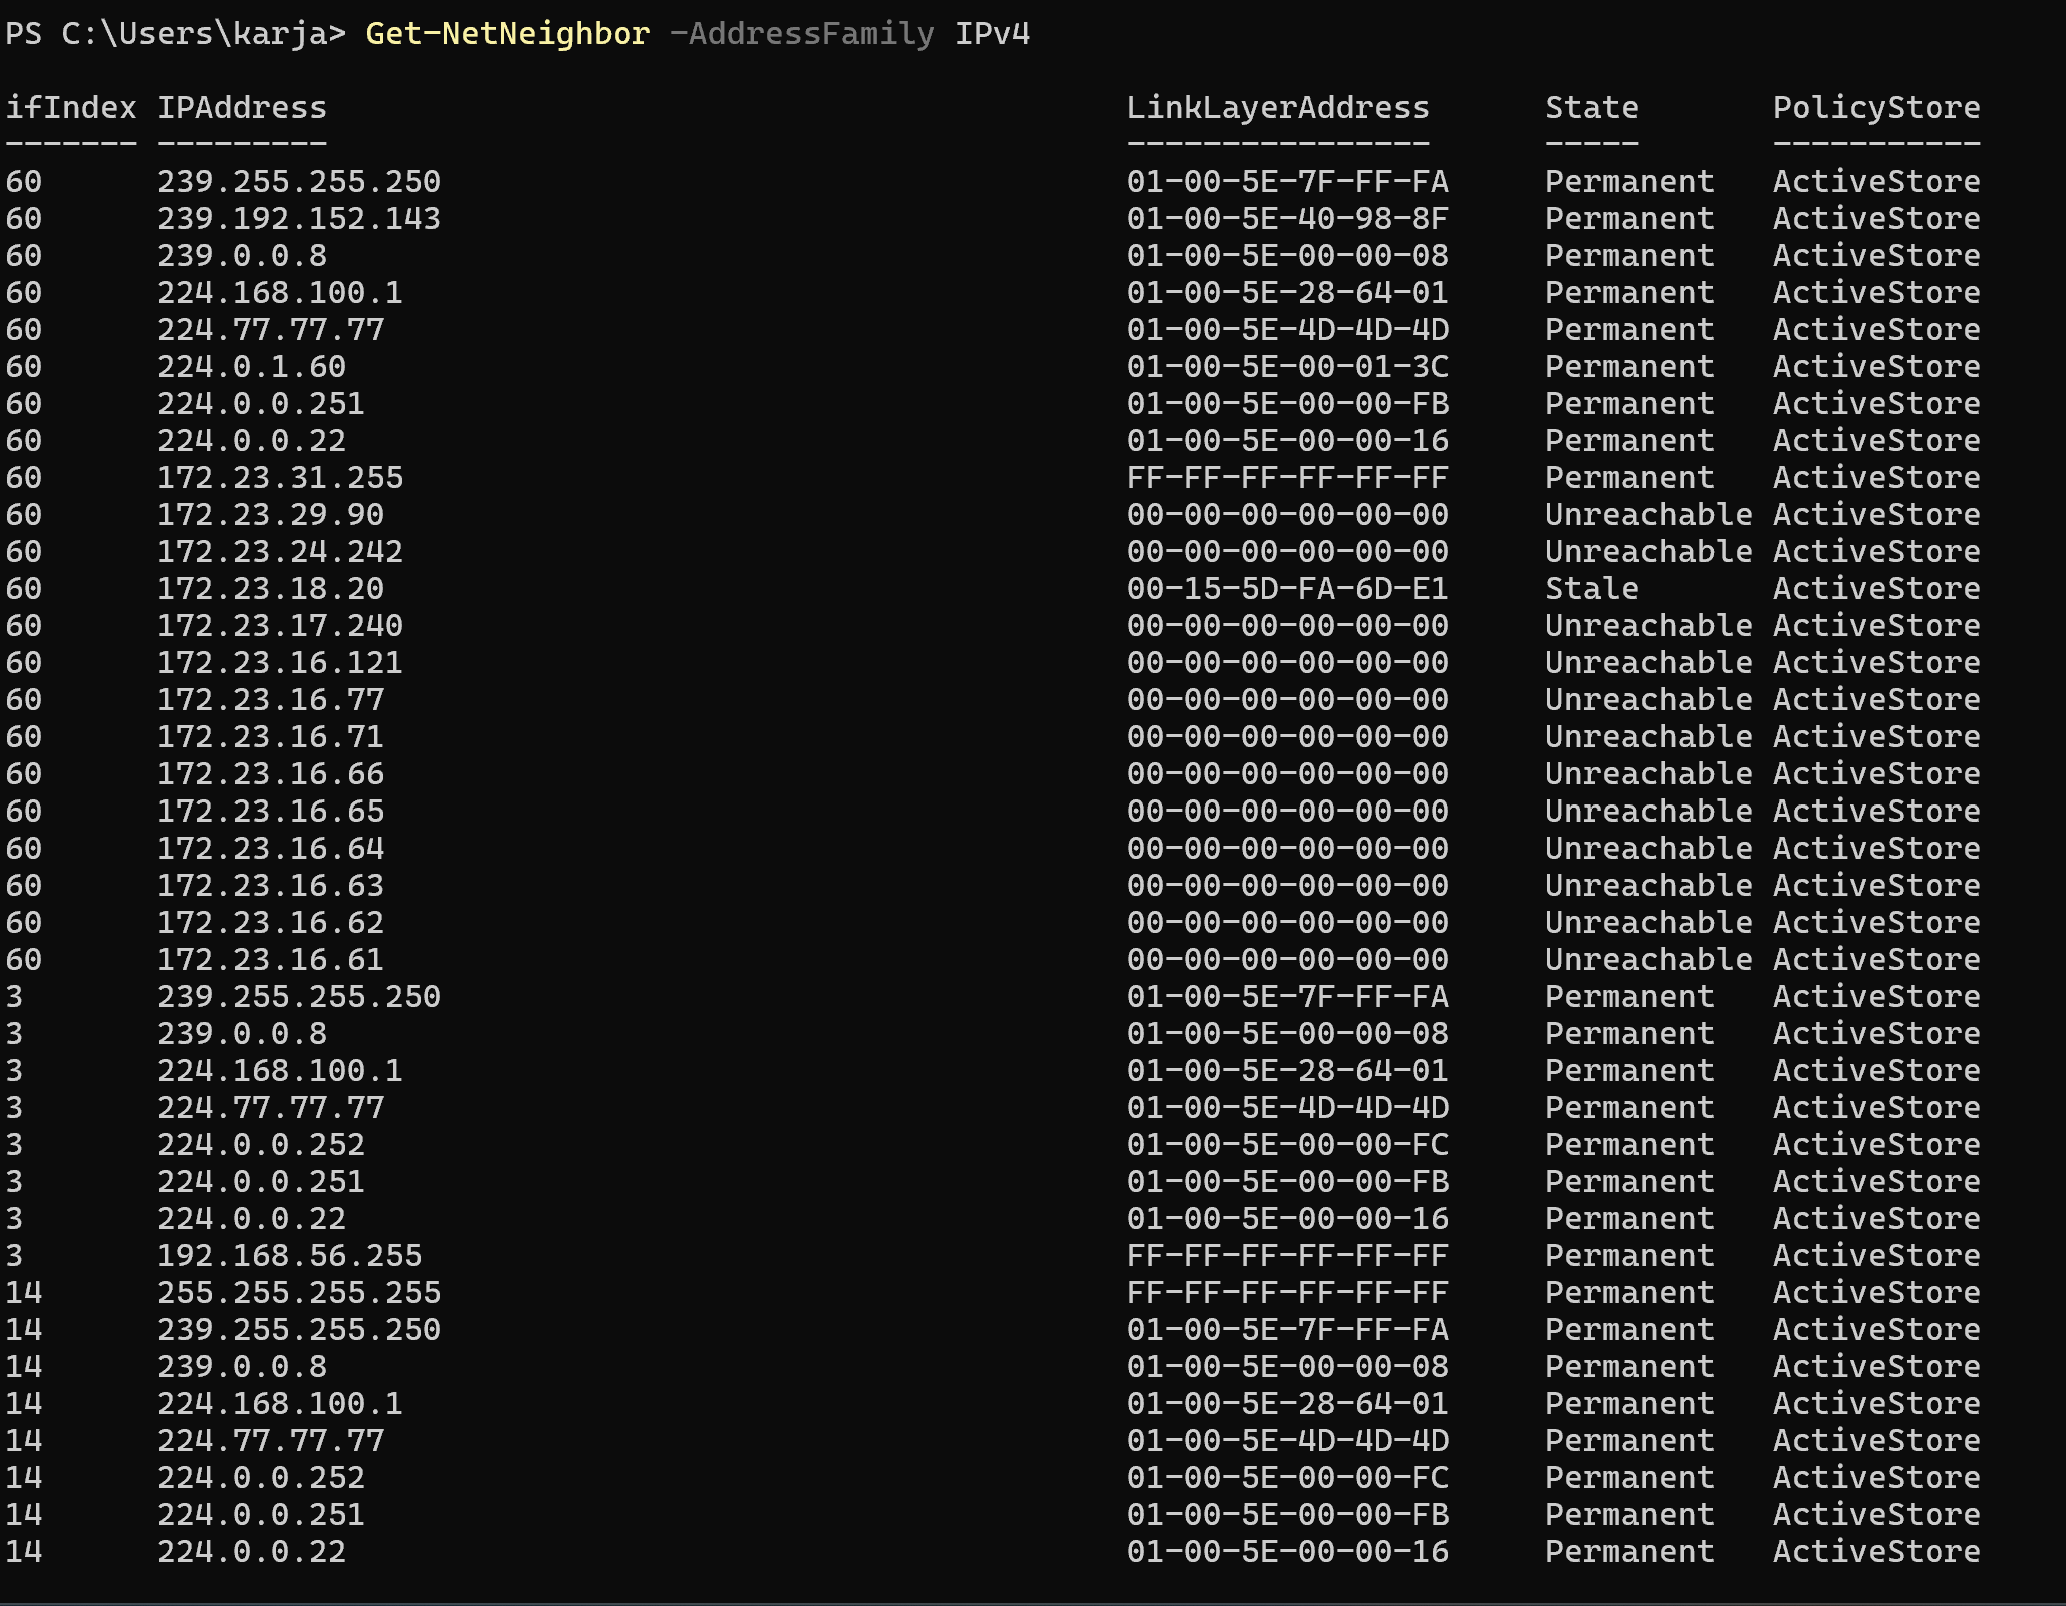 PS C:\Users\karja> Get-NetNeighbor -AddressFamily IPv4
ifIndex IPAddress LinkLayerAddress State PolicyStore
------- --------- ---------------- ----- -----------
60 239.255.255.250 01-00-5E-7F-FF-FA Permanent ActiveStore
60 239.192.152.143 01-00-5E-40-98-8F Permanent ActiveStore
60 239.0.0.8 01-00-5E-00-00-08 Permanent ActiveStore
60 224.168.100.1 01-00-5E-28-64-01 Permanent ActiveStore
60 224.77.77.77 01-00-5E-4D-4D-4D Permanent ActiveStore
60 224.0.1.60 01-00-5E-00-01-3C Permanent ActiveStore
60 224.0.0.251 01-00-5E-00-00-FB Permanent ActiveStore
60 224.0.0.22 01-00-5E-00-00-16 Permanent ActiveStore
60 172.23.31.255 FF-FF-FF-FF-FF-FF Permanent ActiveStore
60 172.23.29.90 00-00-00-00-00-00 Unreachable ActiveStore
60 172.23.24.242 00-00-00-00-00-00 Unreachable ActiveStore
60 172.23.18.20 00-15-5D-FA-6D-E1 Stale ActiveStore
60 172.23.17.240 00-00-00-00-00-00 Unreachable ActiveStore
60 172.23.16.121 00-00-00-00-00-00 Unreachable ActiveStore
60 172.23.16.77 00-00-00-00-00-00 Unreachable ActiveStore
60 172.23.16.71 00-00-00-00-00-00 Unreachable ActiveStore
60 172.23.16.66 00-00-00-00-00-00 Unreachable ActiveStore
60 172.23.16.65 00-00-00-00-00-00 Unreachable ActiveStore
60 172.23.16.64 00-00-00-00-00-00 Unreachable ActiveStore
60 172.23.16.63 00-00-00-00-00-00 Unreachable ActiveStore
60 172.23.16.62 00-00-00-00-00-00 Unreachable ActiveStore
60 172.23.16.61 00-00-00-00-00-00 Unreachable ActiveStore
3 239.255.255.250 01-00-5E-7F-FF-FA Permanent ActiveStore
3 239.0.0.8 01-00-5E-00-00-08 Permanent ActiveStore
3 224.168.100.1 01-00-5E-28-64-01 Permanent ActiveStore
3 224.77.77.77 01-00-5E-4D-4D-4D Permanent ActiveStore
3 224.0.0.252 01-00-5E-00-00-FC Permanent ActiveStore
3 224.0.0.251 01-00-5E-00-00-FB Permanent ActiveStore
3 224.0.0.22 01-00-5E-00-00-16 Permanent ActiveStore
3 192.168.56.255 FF-FF-FF-FF-FF-FF Permanent ActiveStore
14 255.255.255.255 FF-FF-FF-FF-FF-FF Permanent ActiveStore
14 239.255.255.250 01-00-5E-7F-FF-FA Permanent ActiveStore
14 239.0.0.8 01-00-5E-00-00-08 Permanent ActiveStore
14 224.168.100.1 01-00-5E-28-64-01 Permanent ActiveStore
14 224.77.77.77 01-00-5E-4D-4D-4D Permanent ActiveStore
14 224.0.0.252 01-00-5E-00-00-FC Permanent ActiveStore
14 224.0.0.251 01-00-5E-00-00-FB Permanent ActiveStore
14 224.0.0.22 01-00-5E-00-00-16 Permanent ActiveStore